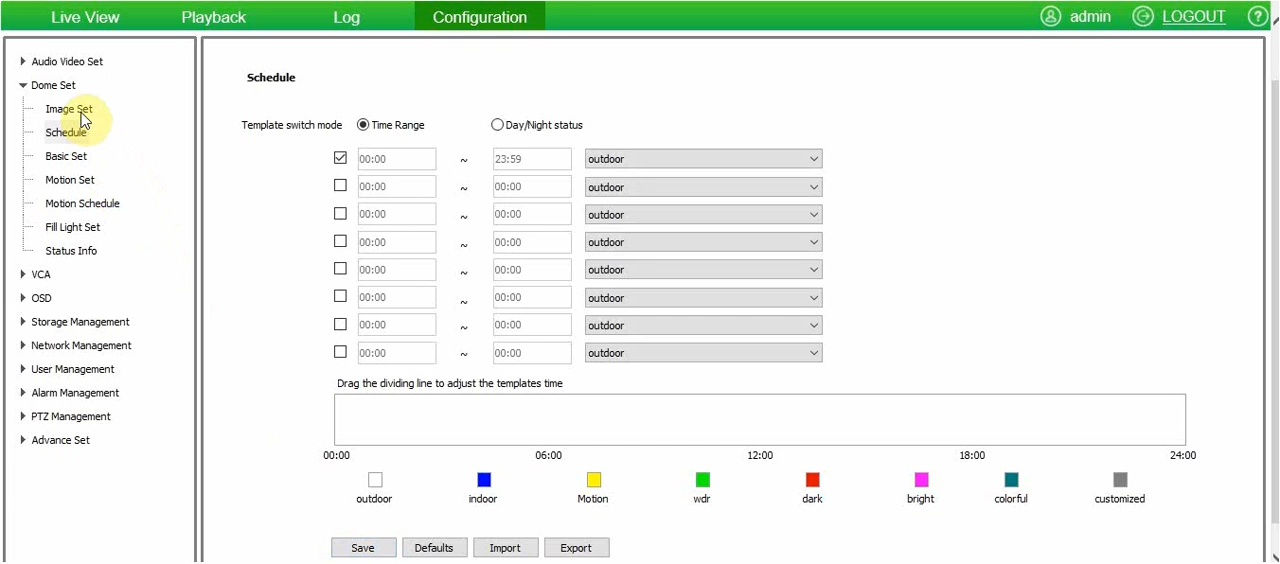 Live View Playback Log Configuration admin LOGOUT ?
Audio Video Set
Dome Set
Image Set
Schedule
Basic Set
Motion Set
Motion Schedule
Fill Light Set
Status Info
VCA
OSD
Storage Management
Network Management
User Management
Alarm Management
PTZ Management
Advance Set
Schedule
Template switch mode Time Range Day/Night status
00:00 ~ 23:59 outdoor
00:00 ~ 00:00 outdoor
00:00 ~ 00:00 outdoor
00:00 ~ 00:00 outdoor
00:00 ~ 00:00 outdoor
00:00 ~ 00:00 outdoor
00:00 ~ 00:00 outdoor
00:00 ~ 00:00 outdoor
Drag the dividing line to adjust the templates time
00:00 06:00 12:00 18:00 24:00
outdoor indoor Motion wdr dark bright colorful customized
Save Defaults Import Export